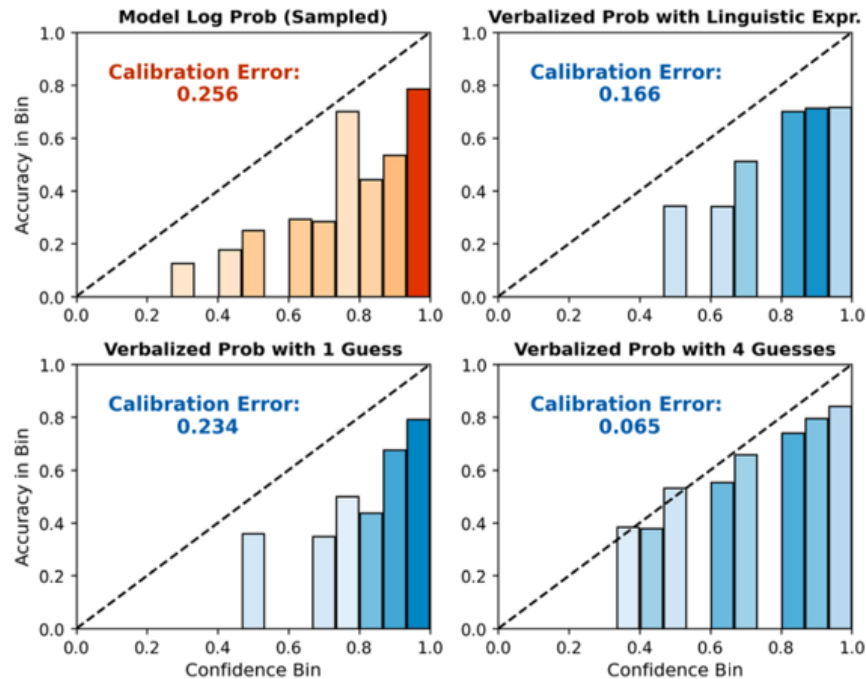 Model Log Prob (Sampled)
1.0
0.8
0.6
0.4
0.2
0.0
Accuracy in Bin
Calibration Error:
0.256
0.0 0.2 0.4 0.6 0.8 1.0
Verbalized Prob with Linguistic Expr.
1.0
0.8
0.6
0.4
0.2
0.0
Calibration Error:
0.166
0.0 0.2 0.4 0.6 0.8 1.0
Verbalized Prob with 1 Guess
1.0
0.8
0.6
0.4
0.2
0.0
Accuracy in Bin
Calibration Error:
0.234
0.0 0.2 0.4 0.6 0.8 1.0
Confidence Bin
Verbalized Prob with 4 Guesses
1.0
0.8
0.6
0.4
0.2
0.0
Calibration Error:
0.065
0.0 0.2 0.4 0.6 0.8 1.0
Confidence Bin